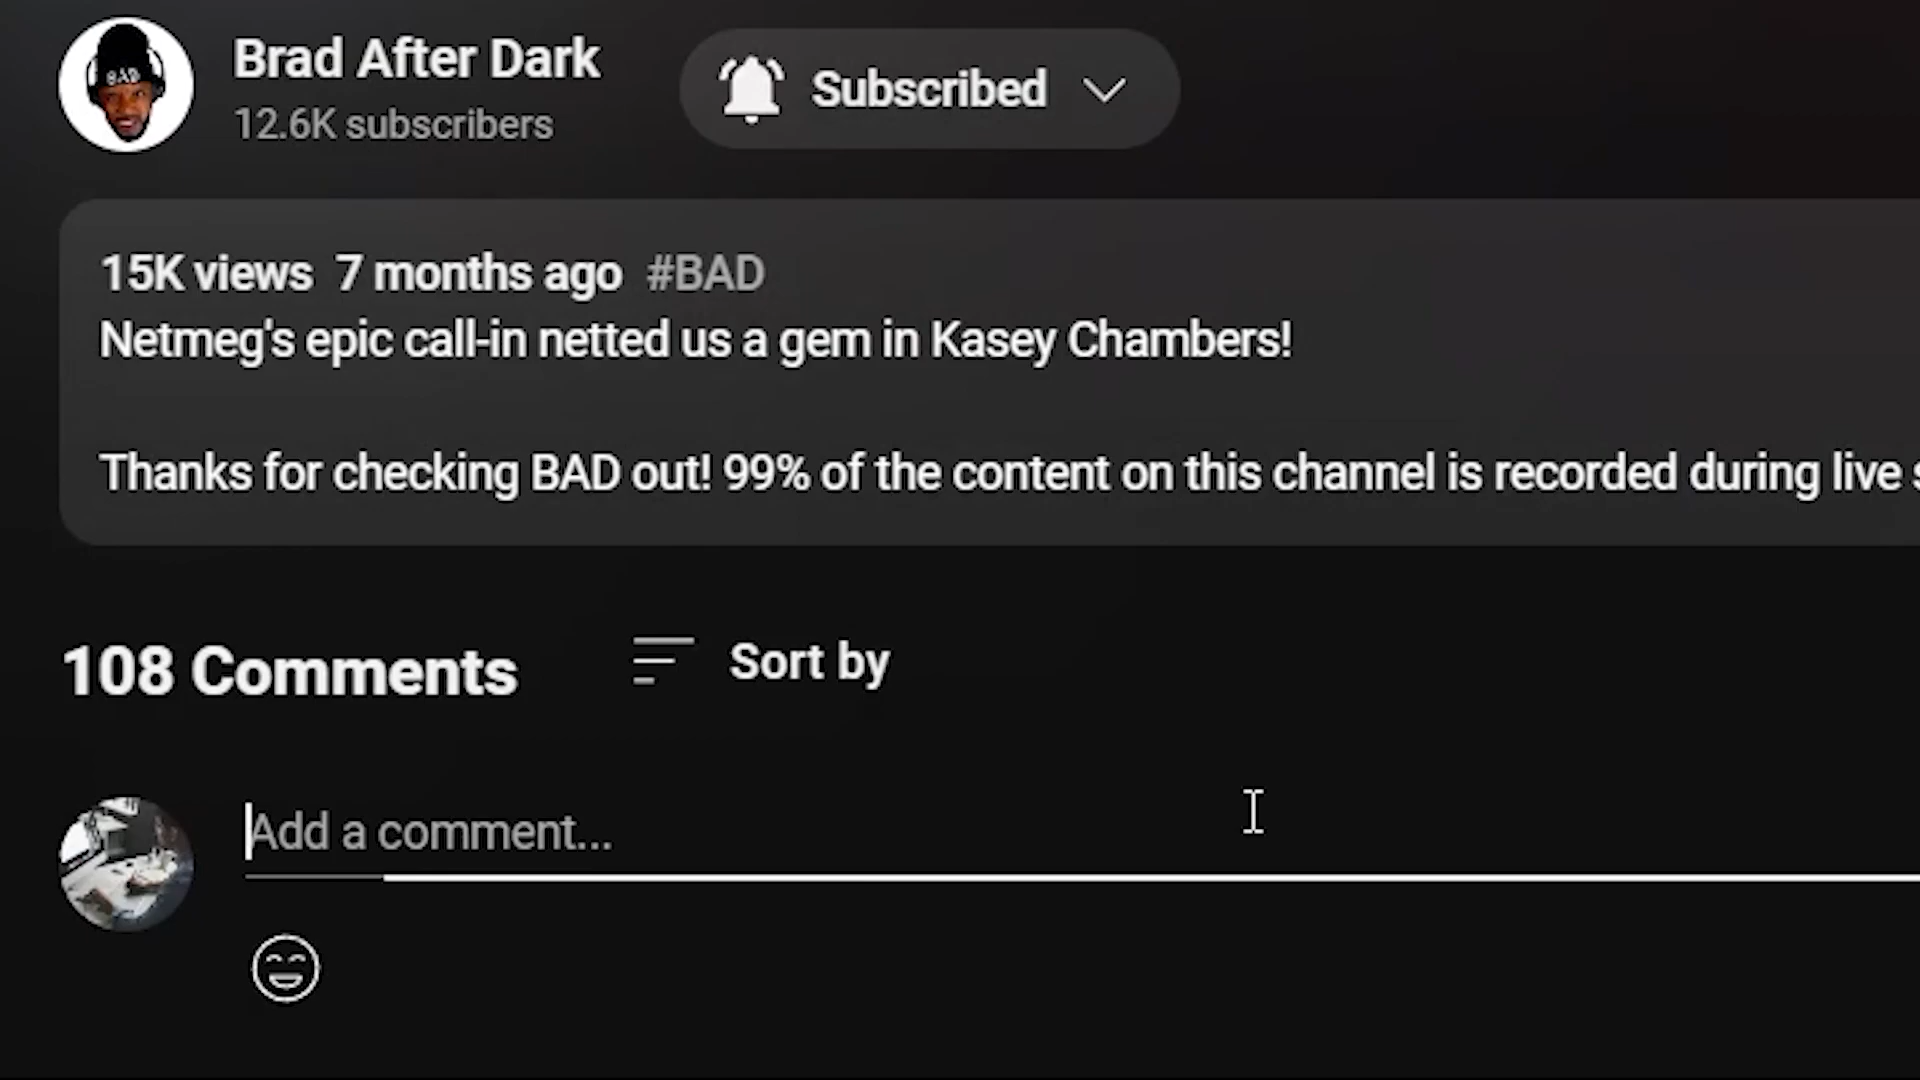 BAD
Brad After Dark
12.6K subscribers
Subscribed
15K views 7 months ago #BAD
Netmeg's epic call-in netted us a gem in Kasey Chambers!
Thanks for checking BAD out! 99% of the content on this channel is recorded during live s
108 Comments
Sort by
Add a comment...